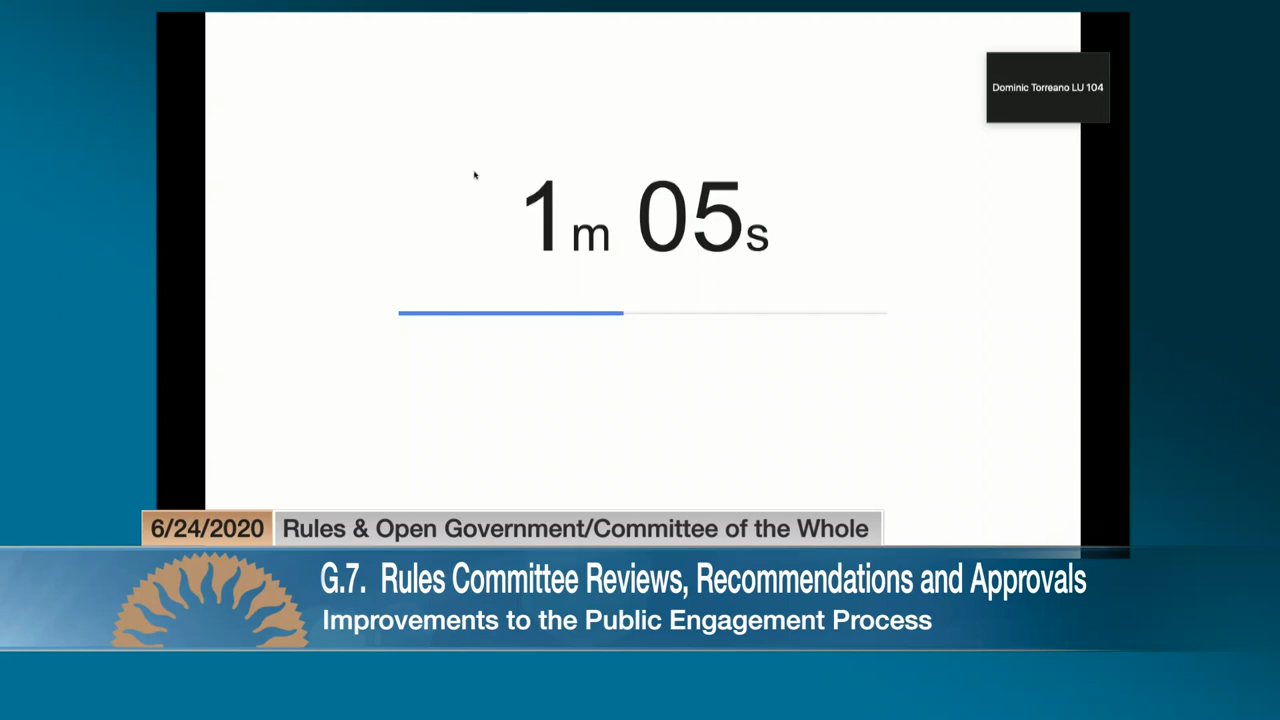 Dominic Torreano LU 104
1m 05s
6/24/2020 Rules & Open Government/Committee of the Whole
G.7. Rules Committee Reviews, Recommendations and Approvals
Improvements to the Public Engagement Process